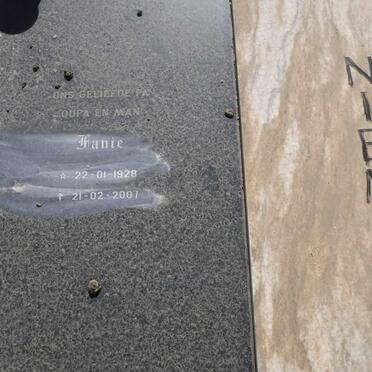 ONS GELIEFDE PA
OUPA EN MAN
Fanie
☆ 22-01-1928
† 21-02-2007
N
I
E